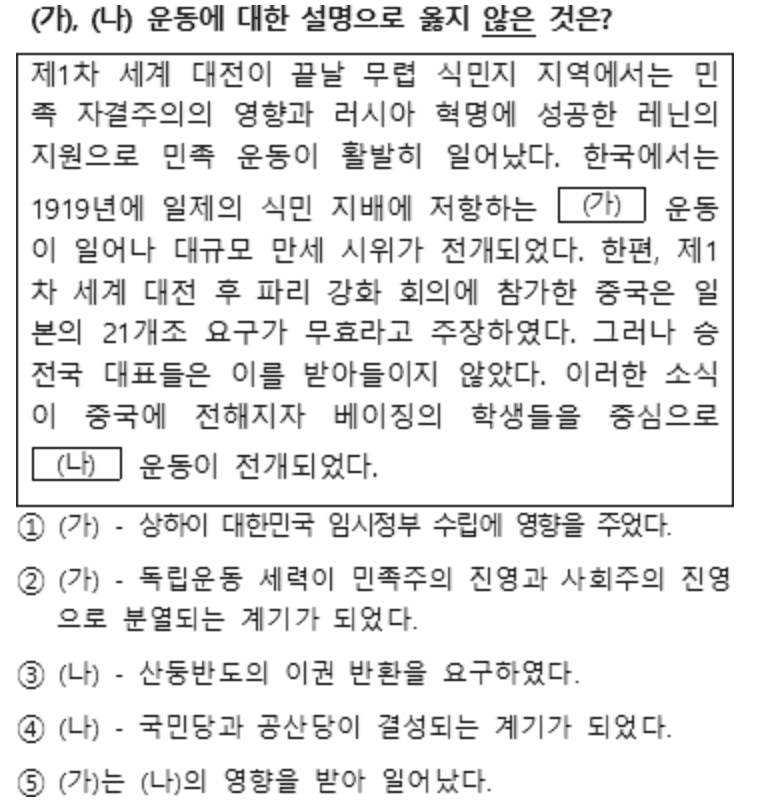 (가), (나) 운동에 대한 설명으로 옳지 않은 것은?
제1차 세계 대전이 끝날 무렵 식민지 지역에서는 민
족 자결주의의 영향과 러시아 혁명에 성공한 레닌의
지원으로 민족 운동이 활발히 일어났다. 한국에서는
1919년에 일제의 식민 지배에 저항하는 (가) 운동
이 일어나 대규모 만세 시위가 전개되었다. 한편, 제1
차 세계 대전 후 파리 강화 회의에 참가한 중국은 일
본의 21개조 요구가 무효라고 주장하였다. 그러나 승
전국 대표들은 이를 받아들이지 않았다. 이러한 소식
이 중국에 전해지자 베이징의 학생들을 중심으로
(나) 운동이 전개되었다.
① (가) - 상하이 대한민국 임시정부 수립에 영향을 주었다.
② (가) - 독립운동 세력이 민족주의 진영과 사회주의 진영
으로 분열되는 계기가 되었다.
③ (나) - 산둥반도의 이권 반환을 요구하였다.
④ (나) - 국민당과 공산당이 결성되는 계기가 되었다.
⑤ (가)는 (나)의 영향을 받아 일어났다.